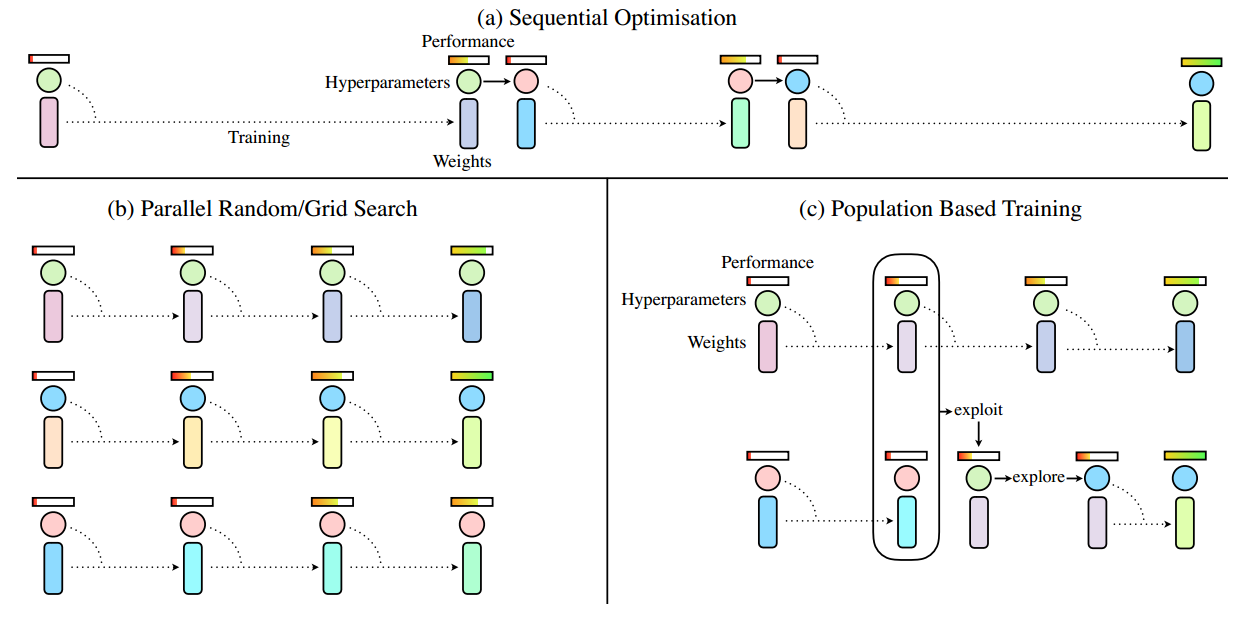 (a) Sequential Optimisation
Performance
Hyperparameters
Training
Weights
(b) Parallel Random/Grid Search
(c) Population Based Training
Performance
Hyperparameters
Weights
exploit
explore